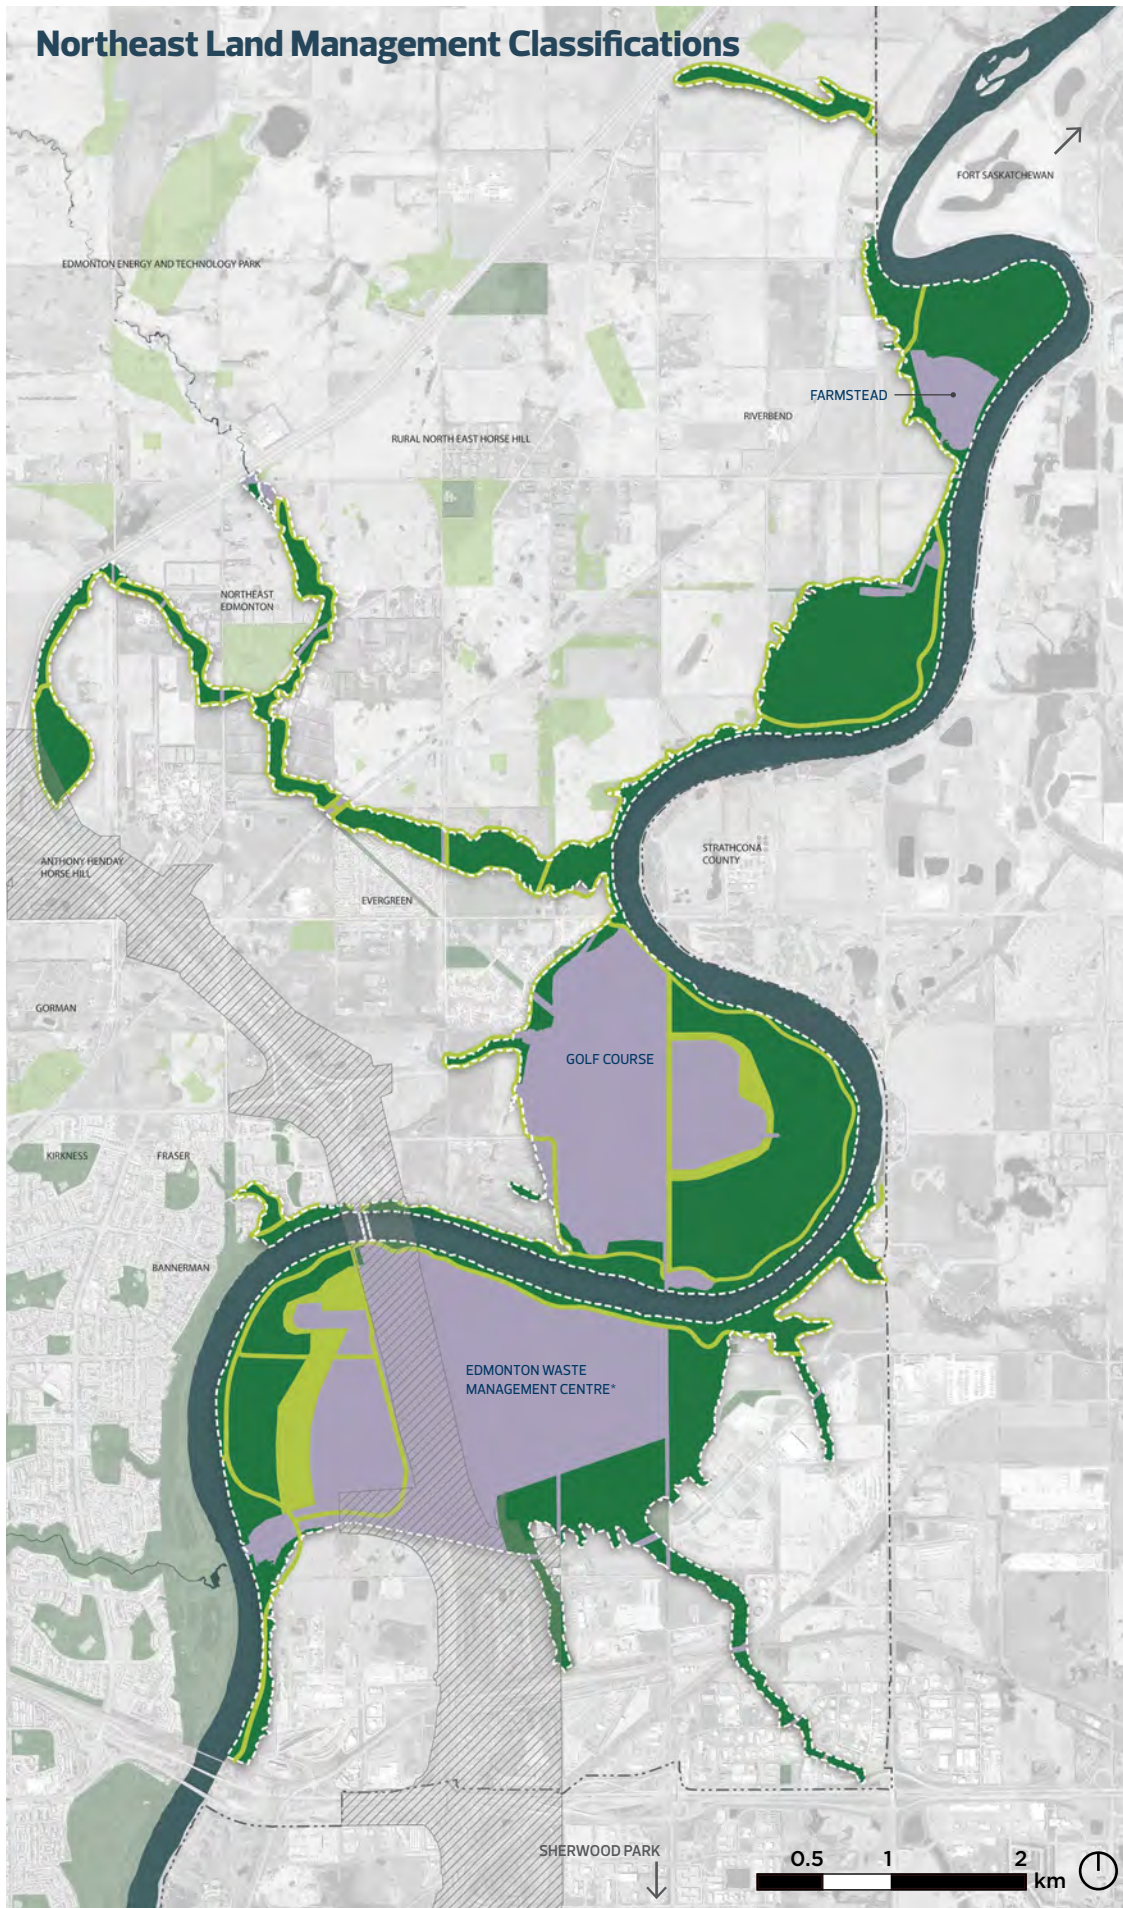 Northeast Land Management Classifications
FORT SASKATCHEWAN
EDMONTON ENERGY AND TECHNOLOGY PARK
FARMSTEAD
RIVERBEND
RURAL NORTH EAST HORSE HILL
NORTHEAST
EDMONTON
STRATHCONA
COUNTY
ANTHONY HENDAY
HORSE HILL
EVERGREEN
GORMAN
GOLF COURSE
KIRKNESS
FRASER
BANNERMAN
EDMONTON WASTE
MANAGEMENT CENTRE*
SHERWOOD PARK
0.5 1 2
km